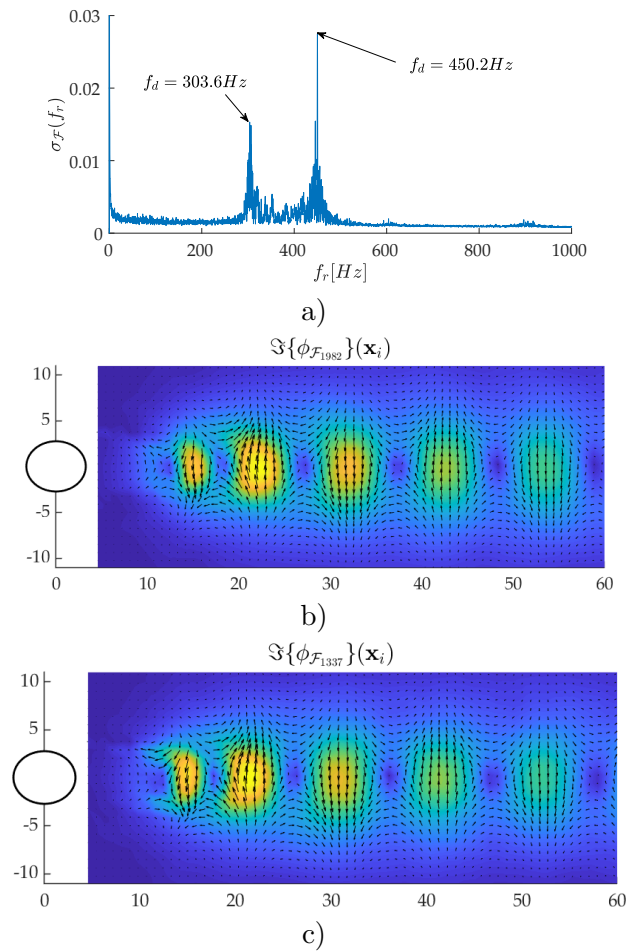 0.03
0.02
0.01
0
σ_ℱ(f_r)
f_d = 303.6Hz
f_d = 450.2Hz
0 200 400 600 800 1000
f_r[Hz]
a)
ℑ{ϕ_ℱ₁₉₈₂}(x_i)
10
5
0
-5
-10
0 10 20 30 40 50 60
b)
ℑ{ϕ_ℱ₁₃₃₇}(x_i)
10
5
0
-5
-10
0 10 20 30 40 50 60
c)